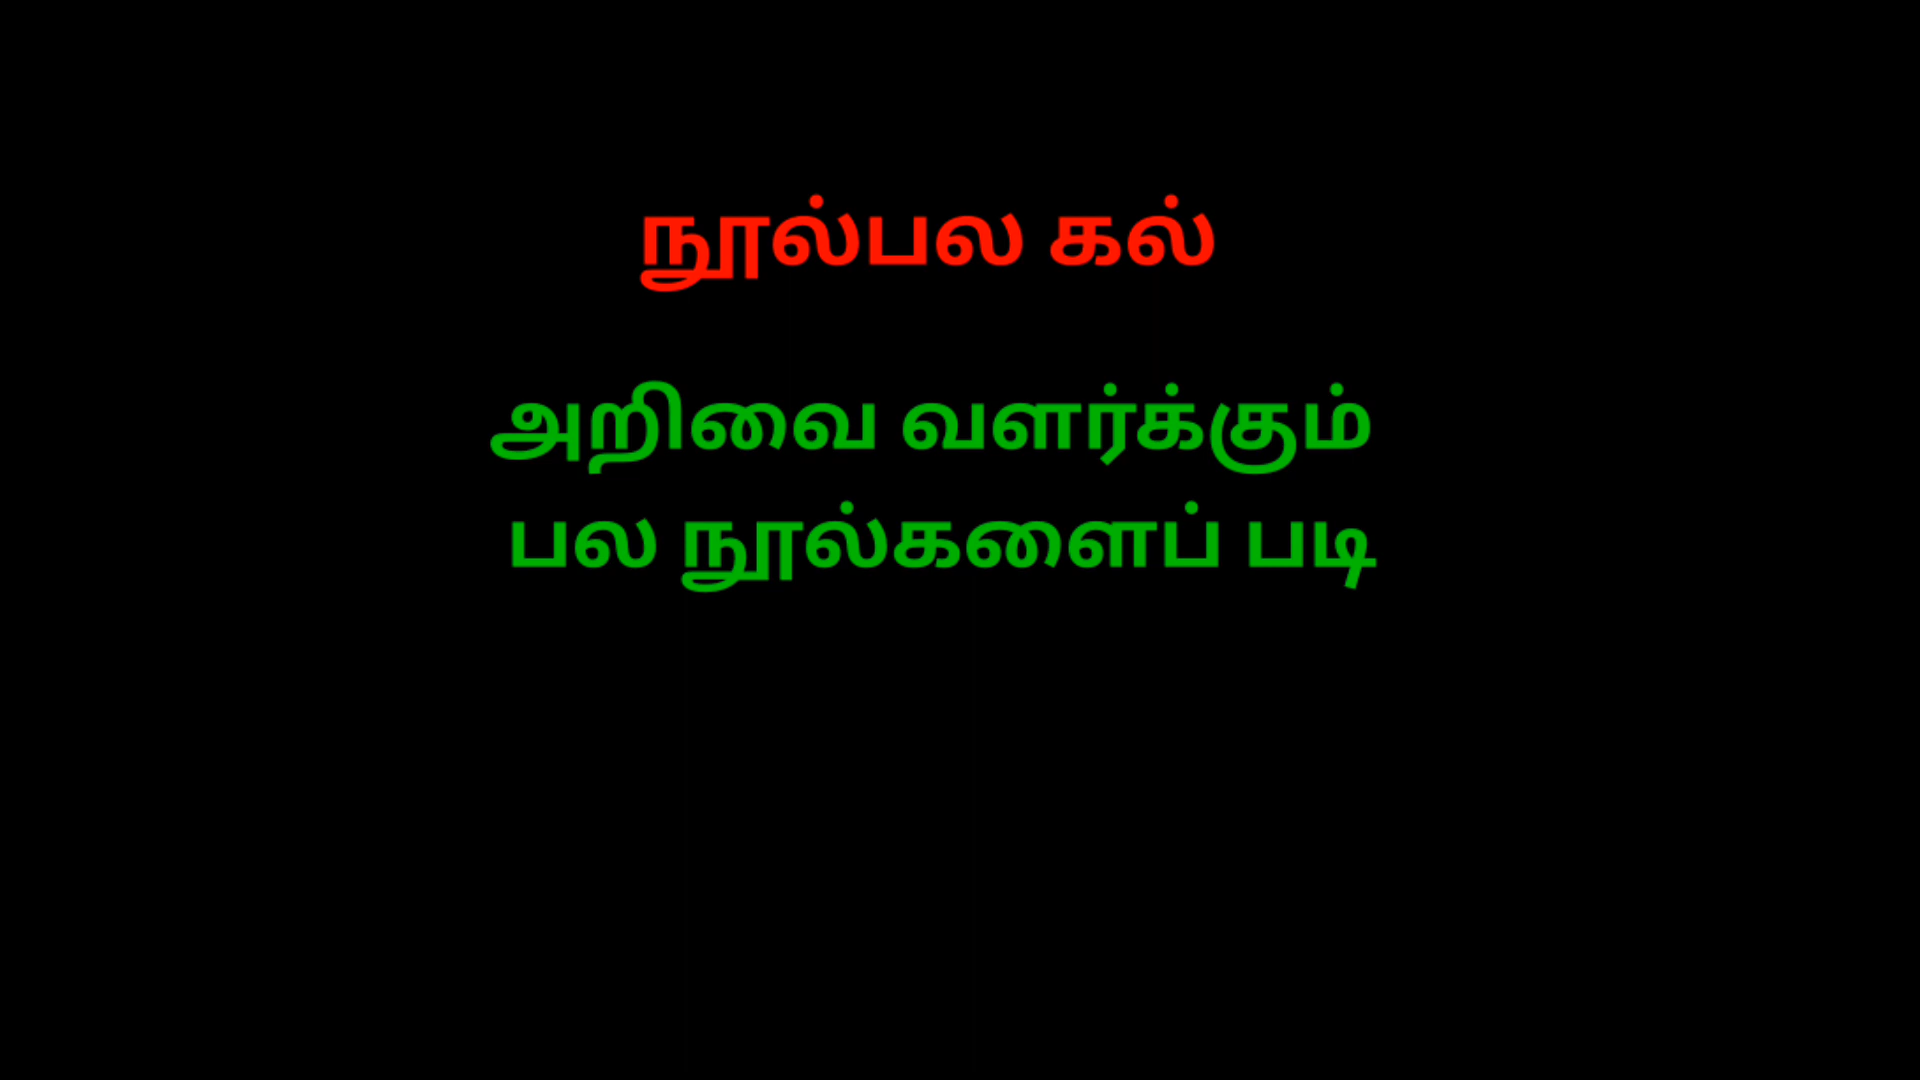 நூல்பல கல்
அறிவை வளர்க்கும்
பல நூல்களைப் படி